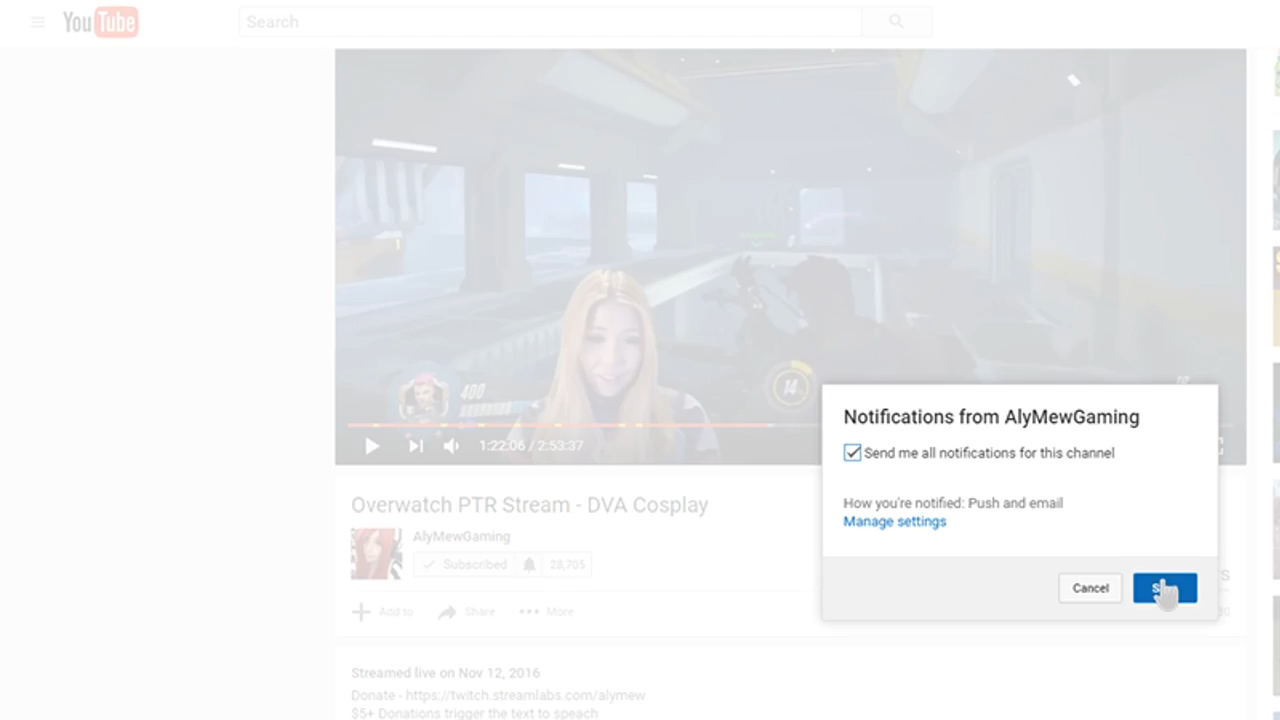 YouTube
Search
400
14
1:22:06 / 2:53:37
Notifications from AlyMewGaming
Send me all notifications for this channel
How you're notified: Push and email
Manage settings
Cancel
Overwatch PTR Stream - DVA Cosplay
AlyMewGaming
Subscribed 28,705
Add to Share More
Streamed live on Nov 12, 2016
Donate - https://twitch.streamlabs.com/alymew
$5+ Donations trigger the text to speach